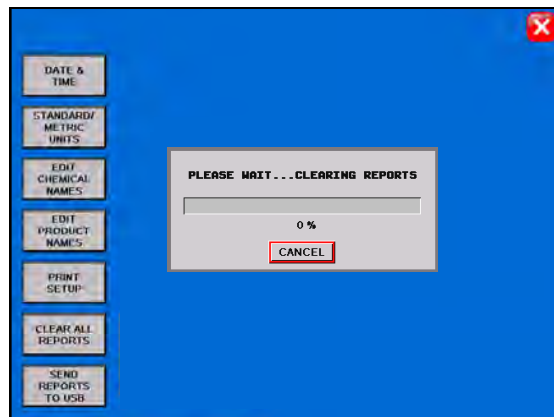 DATE &
TIME
STANDARD/
METRIC
UNITS
EDIT
CHEMICAL
NAMES
EDIT
PRODUCT
NAMES
PRINT
SETUP
CLEAR ALL
REPORTS
SEND
REPORTS
TO USB
PLEASE WAIT...CLEARING REPORTS
0 %
CANCEL